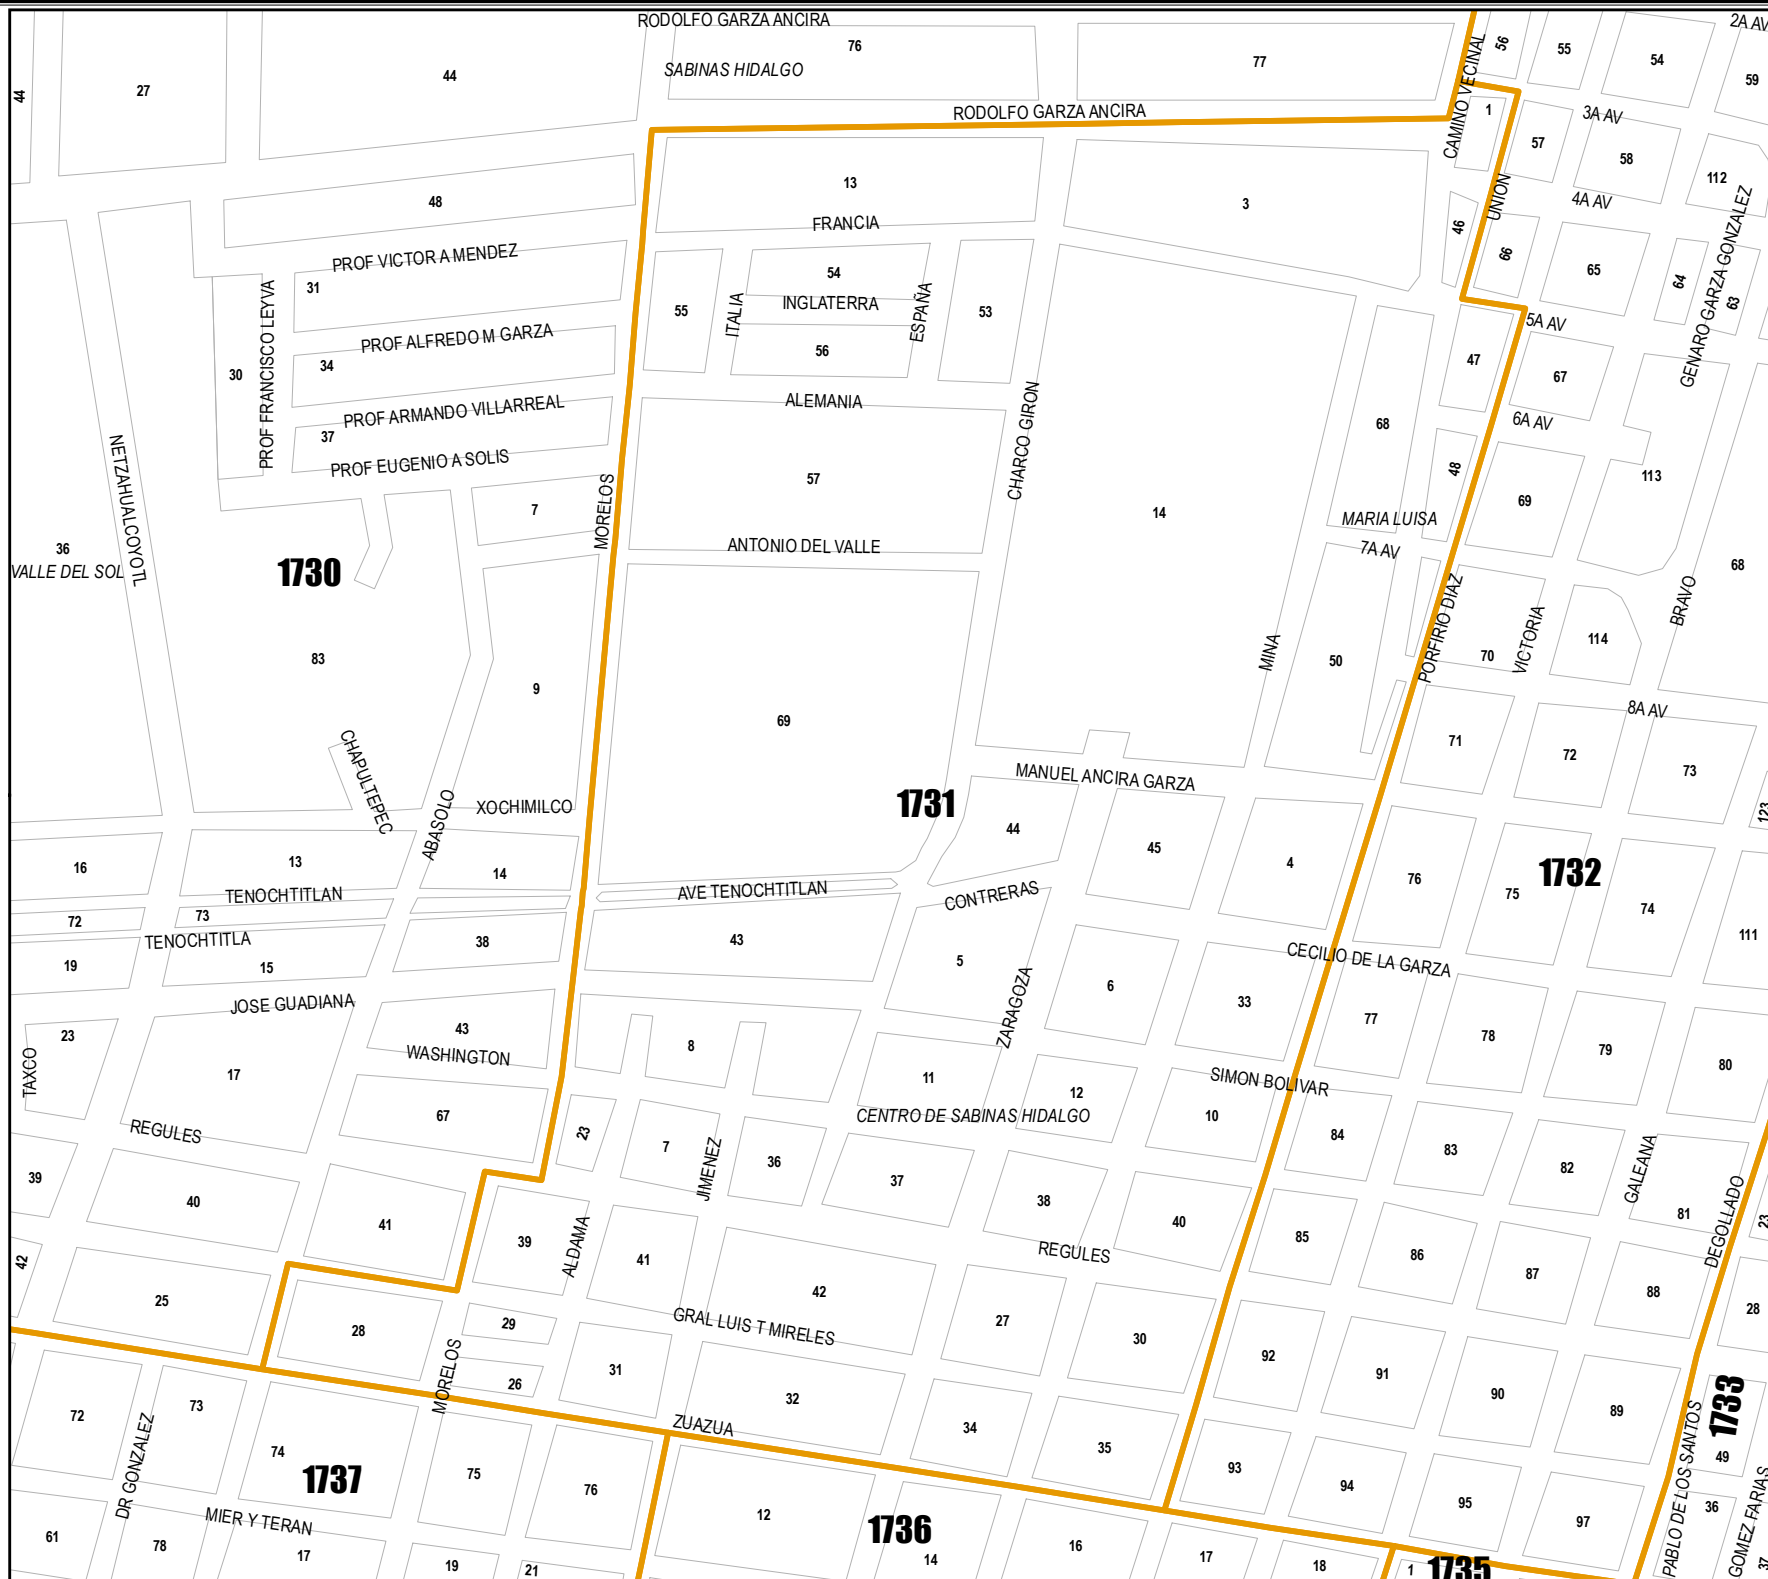 RODOLFO GARZA ANCIRA
2A AV
76
SABINAS HIDALGO
77
56
55
54
59
44
27
44
CAMINO VECINAL
RODOLFO GARZA ANCIRA
1
3A AV
57
58
112
13
48
3
FRANCIA
46
UNION
4A AV
66
65
64
63
GENARO GARZA GONZALEZ
PROF VICTOR A MENDEZ
31
54
INGLATERRA
55
ITALIA
56
ESPAÑA
53
5A AV
PROF FRANCISCO LEYVA
30
PROF ALFREDO M GARZA
34
47
67
ALEMANIA
CHARCO GIRON
68
6A AV
PROF ARMANDO VILLARREAL
37
PROF EUGENIO A SOLIS
NETZAHUALCOYOTL
MORELOS
57
48
113
69
7
14
MARIA LUISA
7A AV
36
VALLE DEL SOL
1730
ANTONIO DEL VALLE
68
BRAVO
PORFIRIO DIAZ
VICTORIA
114
70
83
9
MINA
50
69
8A AV
71
72
73
CHAPULTEPEC
ABASOLO
XOCHIMILCO
MANUEL ANCIRA GARZA
1731
44
45
4
76
75
1732
74
123
111
16
13
14
TENOCHTITLAN
AVE TENOCHTITLAN
CONTRERAS
72
73
TENOCHTITLA
38
43
5
CECILIO DE LA GARZA
19
15
6
33
ZARAGOZA
JOSE GUADIANA
23
43
WASHINGTON
8
77
78
79
80
TAXCO
17
11
12
SIMON BOLIVAR
67
CENTRO DE SABINAS HIDALGO
10
REGULES
23
7
JIMENEZ
36
84
83
82
GALEANA
39
40
41
37
38
40
81
DEGOLLADO
23
39
ALDAMA
41
REGULES
85
86
87
88
28
42
25
28
29
42
GRAL LUIS T MIRELES
27
30
92
91
90
89
MORELOS
26
31
32
34
35
1733
49
72
73
74
DR GONZALEZ
75
76
ZUAZUA
93
94
95
97
PABLO DE LOS SANTOS
36
GOMEZ FARIAS
37
1737
MIER Y TERAN
12
1736
61
78
17
19
21
14
16
17
18
1
1735